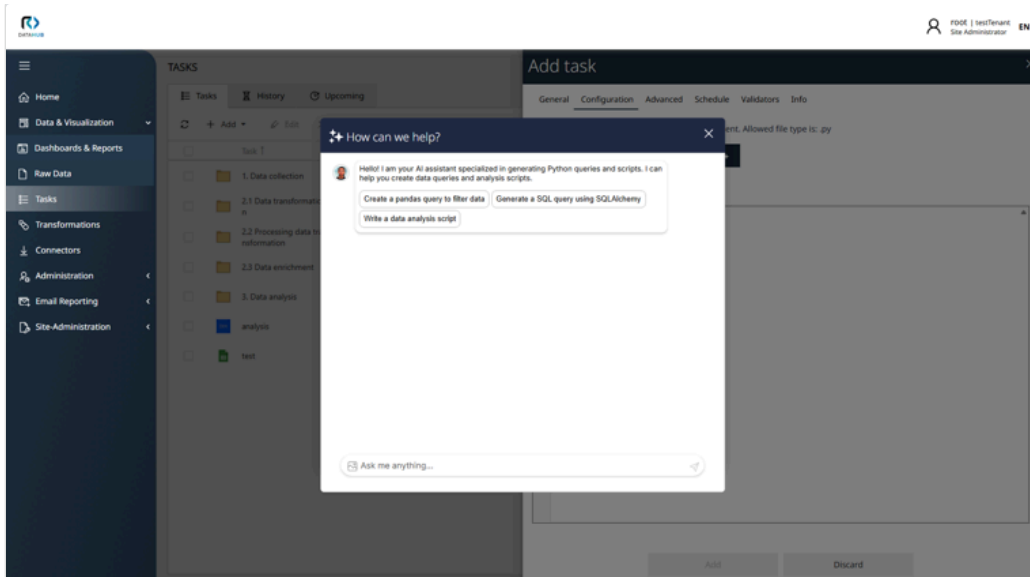 DATAHUB
root | testTenant
Site Administrator
EN
Home
Data & Visualization
Dashboards & Reports
Raw Data
Tasks
Transformations
Connectors
Administration
Email Reporting
Site-Administration
TASKS
Tasks
History
Upcoming
+ Add
Edit
Task
1. Data collection
2.1 Data transformatio
n
2.2 Processing data tr
nsformation
2.3 Data enrichment
3. Data analysis
analysis
test
Add task
General
Configuration
Advanced
Schedule
Validators
Info
ent. Allowed file type is: .py
How can we help?
Hello! I am your AI assistant specialized in generating Python queries and scripts. I can
help you create data queries and analysis scripts.
Create a pandas query to filter data
Generate a SQL query using SQLAlchemy
Write a data analysis script
Ask me anything...
Add
Discard